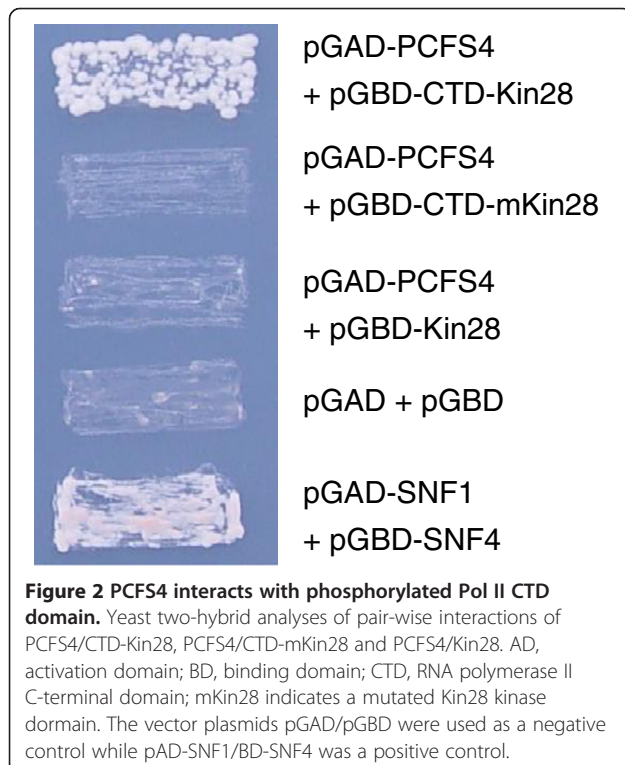 pGAD-PCFS4
+ pGBD-CTD-Kin28
pGAD-PCFS4
+ pGBD-CTD-mKin28
pGAD-PCFS4
+ pGBD-Kin28
pGAD + pGBD
pGAD-SNF1
+ pGBD-SNF4
Figure 2 PCFS4 interacts with phosphorylated Pol II CTD
domain. Yeast two-hybrid analyses of pair-wise interactions of
PCFS4/CTD-Kin28, PCFS4/CTD-mKin28 and PCFS4/Kin28. AD,
activation domain; BD, binding domain; CTD, RNA polymerase II
C-terminal domain; mKin28 indicates a mutated Kin28 kinase
dormain. The vector plasmids pGAD/pGBD were used as a negative
control while pAD-SNF1/BD-SNF4 was a positive control.